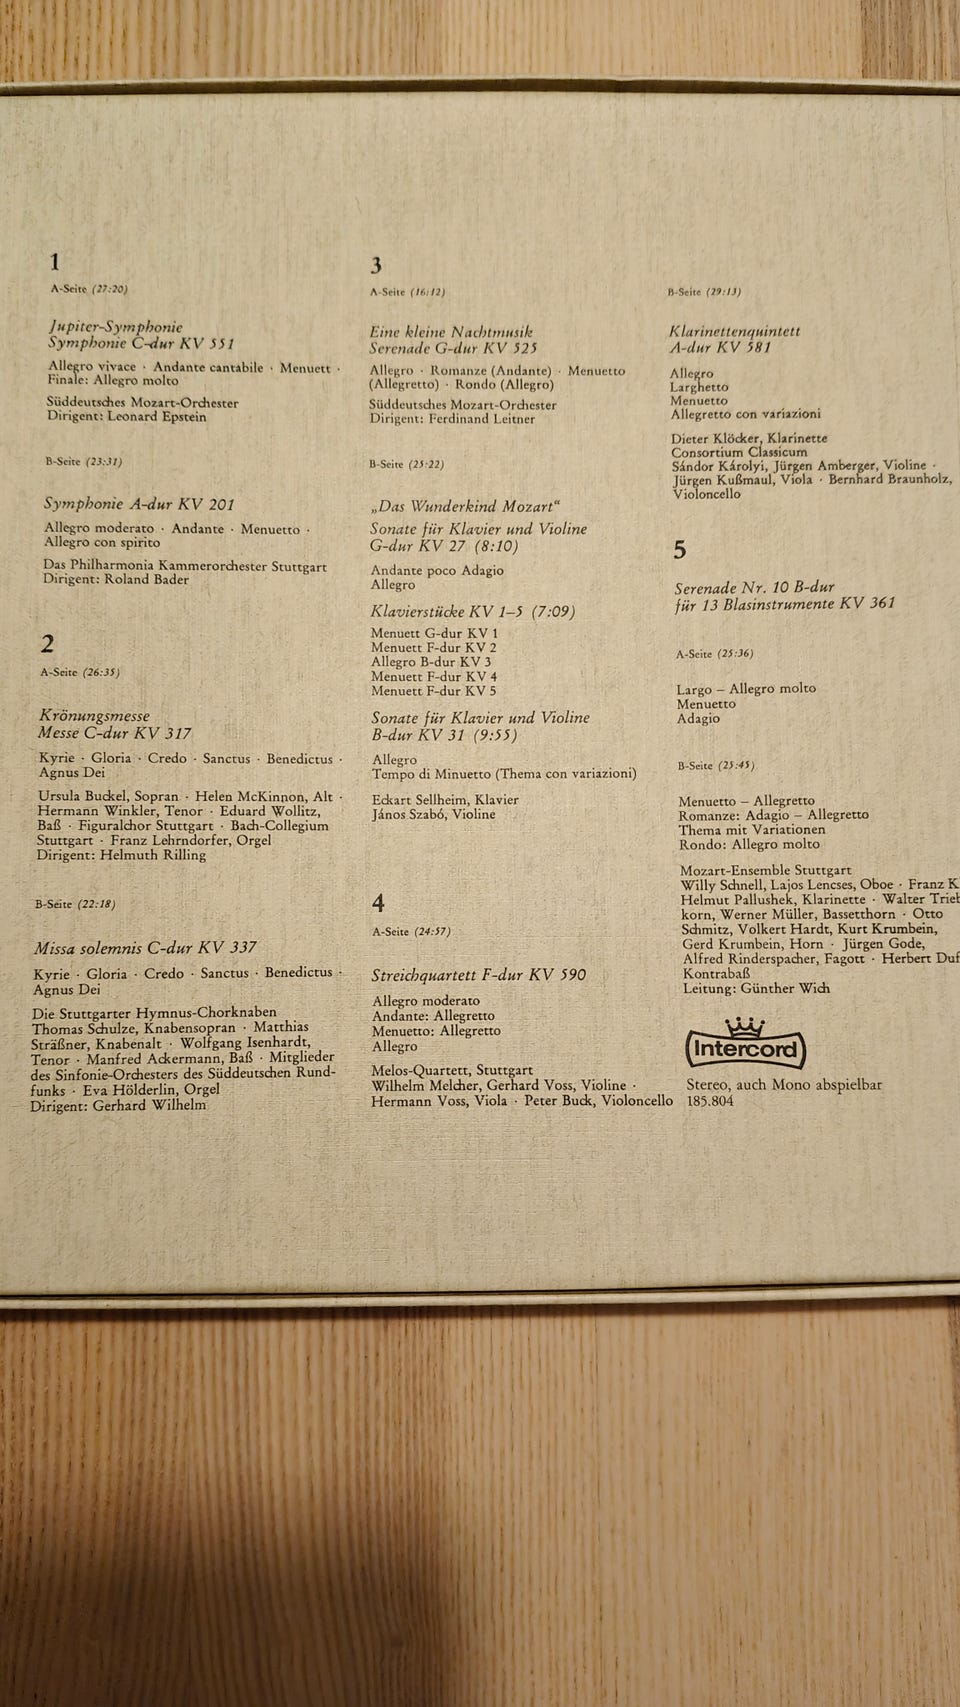 1
A-Seite (27:20)
Jupiter-Symphonie
Symphonie C-dur KV 551
Allegro vivace · Andante cantabile · Menuett ·
Finale: Allegro molto
Süddeutsches Mozart-Orchester
Dirigent: Leonard Epstein
B-Seite (23:31)
Symphonie A-dur KV 201
Allegro moderato · Andante · Menuetto ·
Allegro con spirito
Das Philharmonia Kammerorchester Stuttgart
Dirigent: Roland Bader
2
A-Seite (26:35)
Krönungsmesse
Messe C-dur KV 317
Kyrie · Gloria · Credo · Sanctus · Benedictus ·
Agnus Dei
Ursula Buckel, Sopran · Helen McKinnon, Alt ·
Hermann Winkler, Tenor · Eduard Wollitz,
Baß · Figuralchor Stuttgart · Bach-Collegium
Stuttgart · Franz Lehrndorfer, Orgel
Dirigent: Helmuth Rilling
B-Seite (22:18)
Missa solemnis C-dur KV 337
Kyrie · Gloria · Credo · Sanctus · Benedictus ·
Agnus Dei
Die Stuttgarter Hymnus-Chorknaben
Thomas Schulze, Knabensopran · Matthias
Sträßner, Knabenalt · Wolfgang Isenhardt,
Tenor · Manfred Ackermann, Baß · Mitglieder
des Sinfonie-Orchesters des Süddeutschen Rund-
funks · Eva Hölderlin, Orgel
Dirigent: Gerhard Wilhelm
3
A-Seite (16:12)
Eine kleine Nachtmusik
Serenade G-dur KV 525
Allegro · Romanze (Andante) · Menuetto
(Allegretto) · Rondo (Allegro)
Süddeutsches Mozart-Orchester
Dirigent: Ferdinand Leitner
B-Seite (25:22)
„Das Wunderkind Mozart“
Sonate für Klavier und Violine
G-dur KV 27 (8:10)
Andante poco Adagio
Allegro
Klavierstücke KV 1–5 (7:09)
Menuett G-dur KV 1
Menuett F-dur KV 2
Allegro B-dur KV 3
Menuett F-dur KV 4
Menuett F-dur KV 5
Sonate für Klavier und Violine
B-dur KV 31 (9:55)
Allegro
Tempo di Minuetto (Thema con variazioni)
Eckart Sellheim, Klavier
János Szabó, Violine
4
A-Seite (24:57)
Streichquartett F-dur KV 590
Allegro moderato
Andante: Allegretto
Menuetto: Allegretto
Allegro
Melos-Quartett, Stuttgart
Wilhelm Melcher, Gerhard Voss, Violine ·
Hermann Voss, Viola · Peter Buck, Violoncello
B-Seite (29:13)
Klarinettenquintett
A-dur KV 581
Allegro
Larghetto
Menuetto
Allegretto con variazioni
Dieter Klöcker, Klarinette
Consortium Classicum
Sándor Károlyi, Jürgen Amberger, Violine ·
Jürgen Kußmaul, Viola · Bernhard Braunholz,
Violoncello
5
Serenade Nr. 10 B-dur
für 13 Blasinstrumente KV 361
A-Seite (25:36)
Largo – Allegro molto
Menuetto
Adagio
B-Seite (25:45)
Menuetto – Allegretto
Romanze: Adagio – Allegretto
Thema mit Variationen
Rondo: Allegro molto
Mozart-Ensemble Stuttgart
Willy Schnell, Lajos Lencses, Oboe · Franz K
Helmut Pallushek, Klarinette · Walter Trieb
korn, Werner Müller, Bassetthorn · Otto
Schmitz, Volkert Hardt, Kurt Krumbein,
Gerd Krumbein, Horn · Jürgen Gode,
Alfred Rinderspacher, Fagott · Herbert Duf
Kontrabaß
Leitung: Günther Wich
Intercord
Stereo, auch Mono abspielbar
185.804